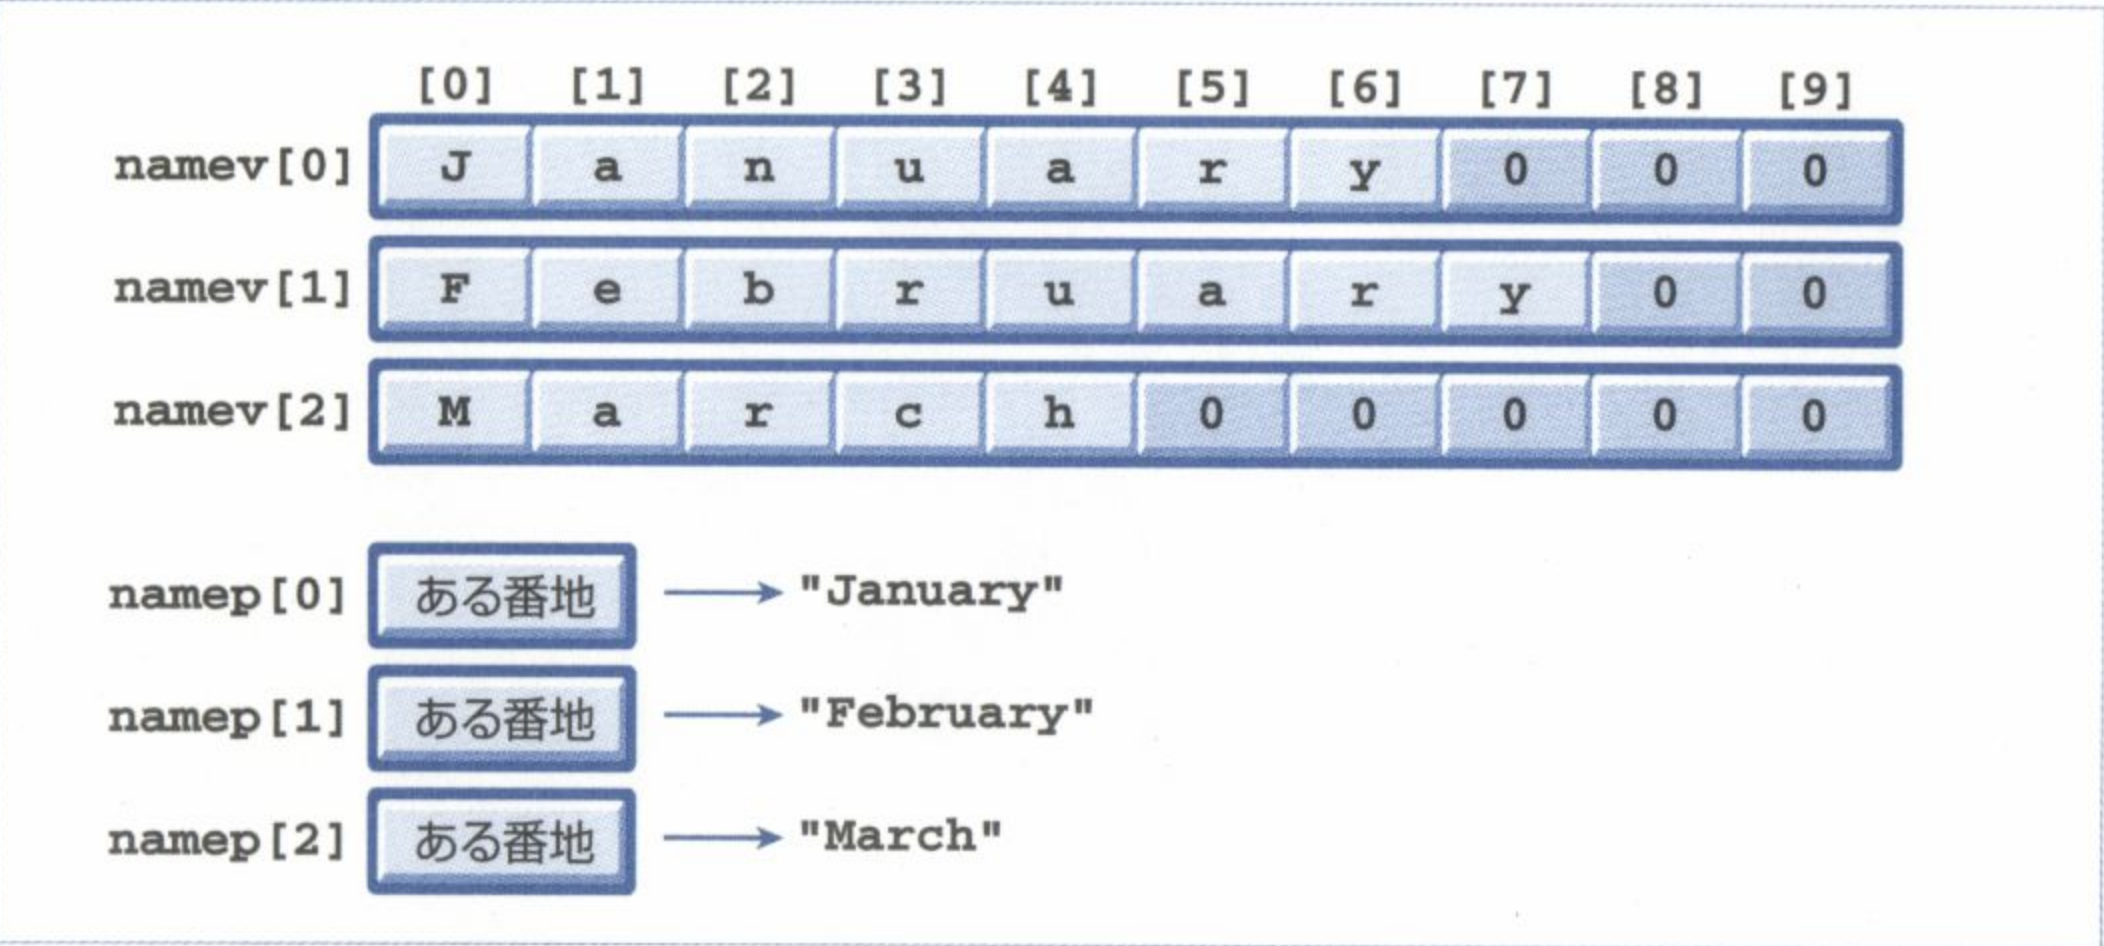 [0] [1] [2] [3] [4] [5] [6] [7] [8] [9]
namev[0] J a n u a r y 0 0 0
namev[1] F e b r u a r y 0 0
namev[2] M a r c h 0 0 0 0 0
namep[0] ある番地 → "January"
namep[1] ある番地 → "February"
namep[2] ある番地 → "March"